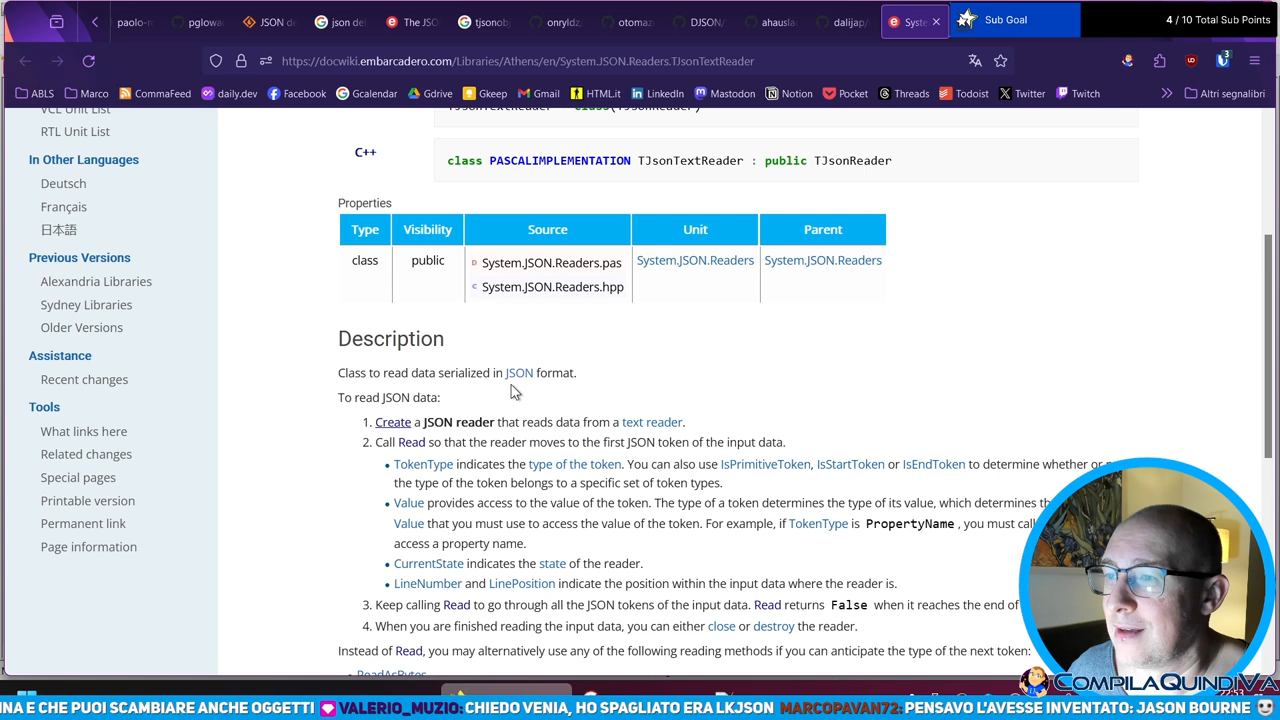 paolo-r
pglowa
JSON de
json del
The JSO
tjsonobj
onryldz
otomaz
DJSON/
ahauslä
dalijap/
Syste
Sub Goal
4 / 10 Total Sub Points
https://docwiki.embarcadero.com/Libraries/Athens/en/System.JSON.Readers.TJsonTextReader
3
ABLS
Marco
CommaFeed
daily.dev
Facebook
Gcalendar
Gdrive
Gkeep
Gmail
HTML.it
LinkedIn
Mastodon
Notion
Pocket
Threads
Todoist
Twitter
Twitch
Altri segnalibri
VCL Unit List
RTL Unit List
In Other Languages
Deutsch
Français
日本語
Previous Versions
Alexandria Libraries
Sydney Libraries
Older Versions
Assistance
Recent changes
Tools
What links here
Related changes
Special pages
Printable version
Permanent link
Page information
TJsonTextReader = class(TJsonReader)
C++
class PASCALIMPLEMENTATION TJsonTextReader : public TJsonReader
Properties
Type Visibility Source Unit Parent
class public System.JSON.Readers.pas System.JSON.Readers System.JSON.Readers
System.JSON.Readers.hpp
Description
Class to read data serialized in JSON format.
To read JSON data:
1. Create a JSON reader that reads data from a text reader.
2. Call Read so that the reader moves to the first JSON token of the input data.
• TokenType indicates the type of the token. You can also use IsPrimitiveToken, IsStartToken or IsEndToken to determine whether or
the type of the token belongs to a specific set of token types.
• Value provides access to the value of the token. The type of a token determines the type of its value, which determines th
Value that you must use to access the value of the token. For example, if TokenType is PropertyName , you must call
access a property name.
• CurrentState indicates the state of the reader.
• LineNumber and LinePosition indicate the position within the input data where the reader is.
3. Keep calling Read to go through all the JSON tokens of the input data. Read returns False when it reaches the end of
4. When you are finished reading the input data, you can either close or destroy the reader.
Instead of Read, you may alternatively use any of the following reading methods if you can anticipate the type of the next token:
• ReadAsBytes
COMPILAQUINDIVA
NA E CHE PUOI SCAMBIARE ANCHE OGGETTI VALERIO_MUZIO: CHIEDO VENIA, HO SPAGLIATO ERA LKJSON MARCOPAVAN72: PENSAVO L'AVESSE INVENTATO: JASON BOURNE